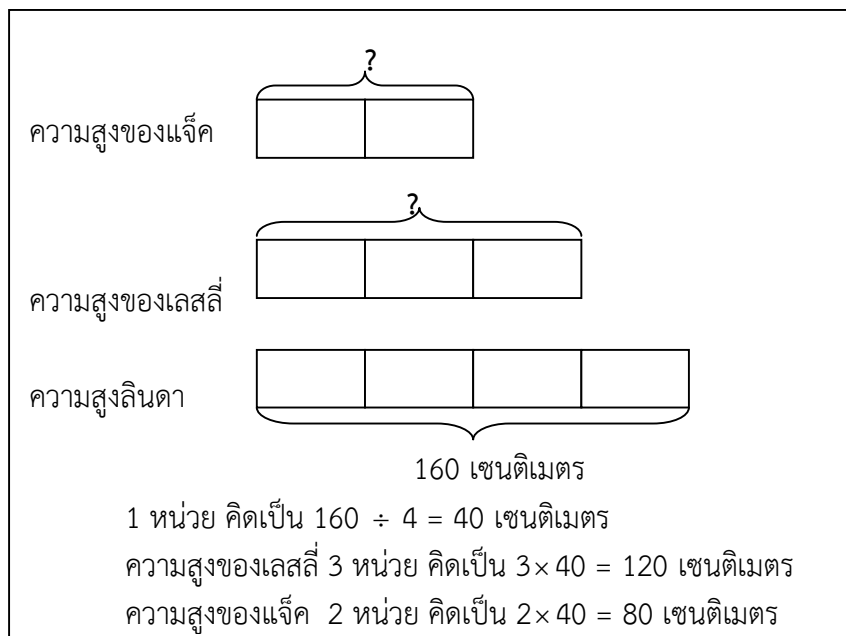 ?
ความสูงของแจ็ค
?
ความสูงของเลสลี่
ความสูงลินดา
160 เซนติเมตร
1 หน่วย คิดเป็น 160 ÷ 4 = 40 เซนติเมตร
ความสูงของเลสลี่ 3 หน่วย คิดเป็น 3× 40 = 120 เซนติเมตร
ความสูงของแจ็ค 2 หน่วย คิดเป็น 2× 40 = 80 เซนติเมตร